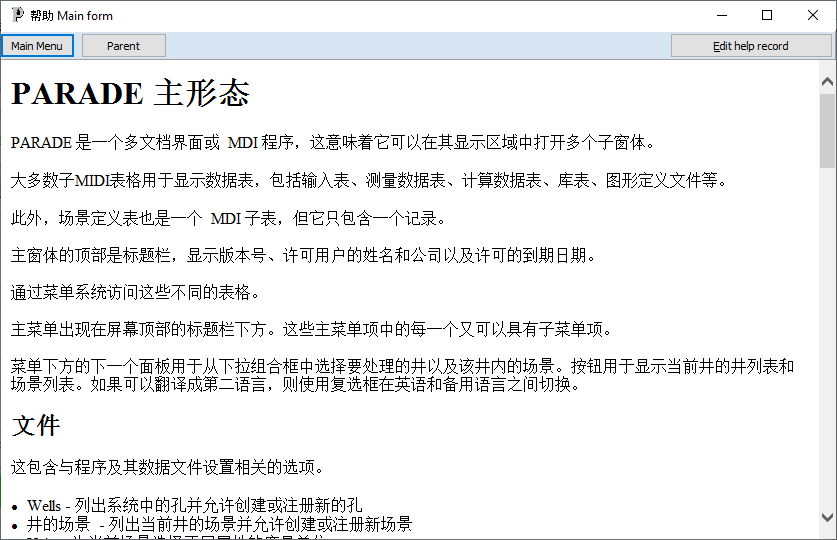 帮助 Main form
Main Menu Parent Edit help record
PARADE 主形态
PARADE 是一个多文档界面或 MDI 程序，这意味着它可以在其显示区域中打开多个子窗体。
大多数子MIDI表格用于显示数据表，包括输入表、测量数据表、计算数据表、库表、图形定义文件等。
此外，场景定义表也是一个 MDI 子表，但它只包含一个记录。
主窗体的顶部是标题栏，显示版本号、许可用户的姓名和公司以及许可的到期日期。
通过菜单系统访问这些不同的表格。
主菜单出现在屏幕顶部的标题栏下方。这些主菜单项中的每一个又可以具有子菜单项。
菜单下方的下一个面板用于从下拉组合框中选择要处理的井以及该井内的场景。按钮用于显示当前井的井列表和
场景列表。如果可以翻译成第二语言，则使用复选框在英语和备用语言之间切换。
文件
这包含与程序及其数据文件设置相关的选项。
• Wells - 列出系统中的孔并允许创建或注册新的孔
• 井的场景 - 列出当前井的场景并允许创建或注册新场景